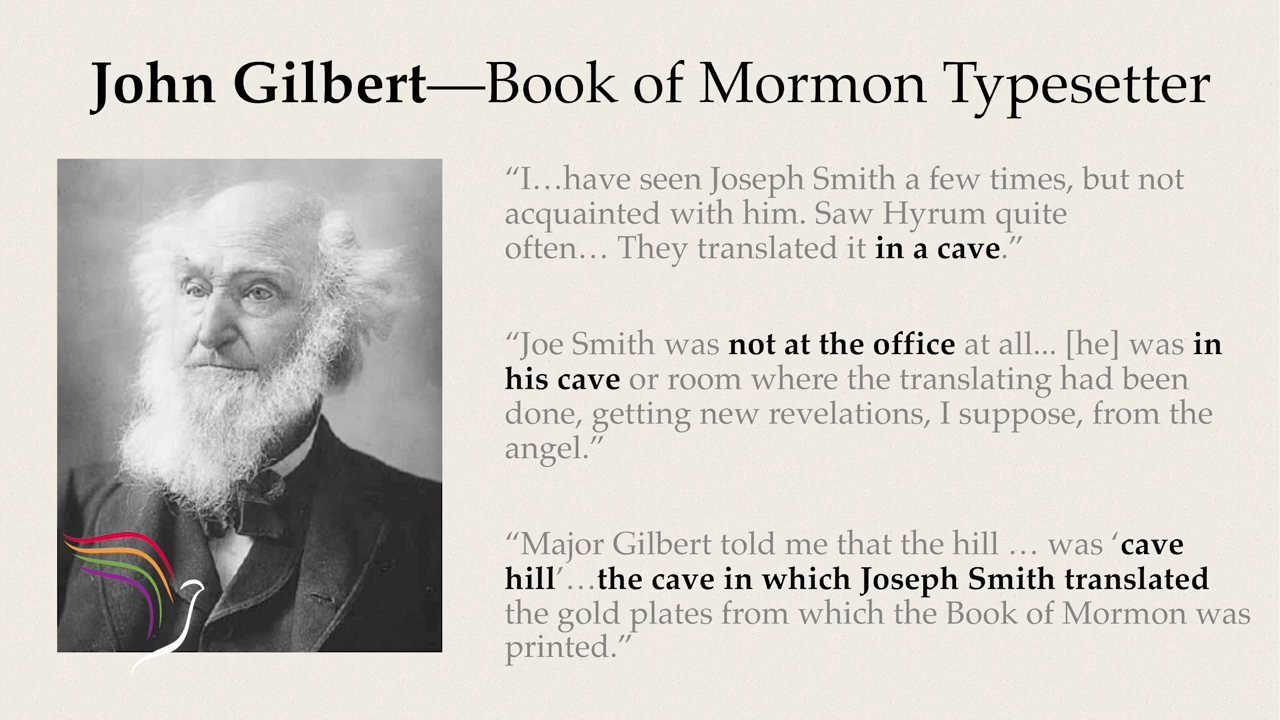 John Gilbert—Book of Mormon Typesetter
“I…have seen Joseph Smith a few times, but not
acquainted with him. Saw Hyrum quite
often… They translated it in a cave.”
“Joe Smith was not at the office at all... [he] was in
his cave or room where the translating had been
done, getting new revelations, I suppose, from the
angel.”
“Major Gilbert told me that the hill … was ‘cave
hill’…the cave in which Joseph Smith translated
the gold plates from which the Book of Mormon was
printed.”